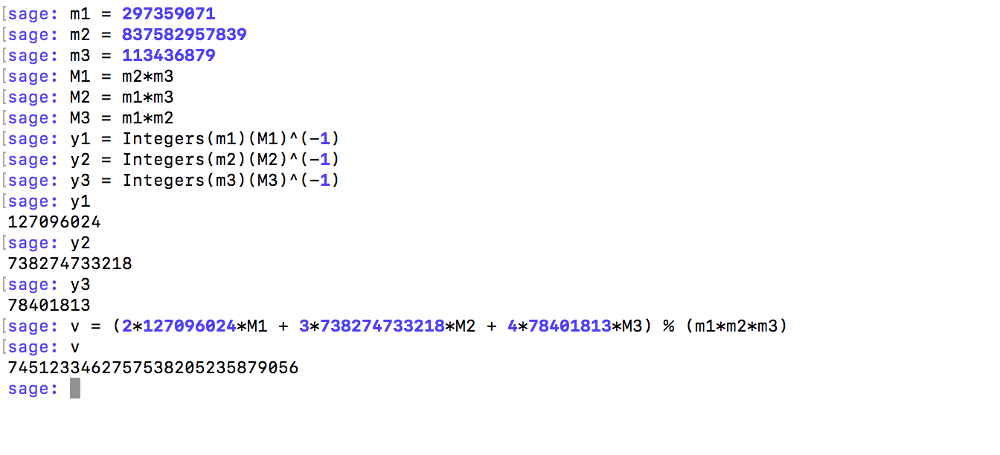 [sage: m1 = 297359071
[sage: m2 = 837582957839
[sage: m3 = 113436879
[sage: M1 = m2*m3
[sage: M2 = m1*m3
[sage: M3 = m1*m2
[sage: y1 = Integers(m1)(M1)^(-1)
[sage: y2 = Integers(m2)(M2)^(-1)
[sage: y3 = Integers(m3)(M3)^(-1)
[sage: y1
127096024
[sage: y2
738274733218
[sage: y3
78401813
[sage: v = (2*127096024*M1 + 3*738274733218*M2 + 4*78401813*M3) % (m1*m2*m3)
[sage: v
7451233462757538205235879056
sage: